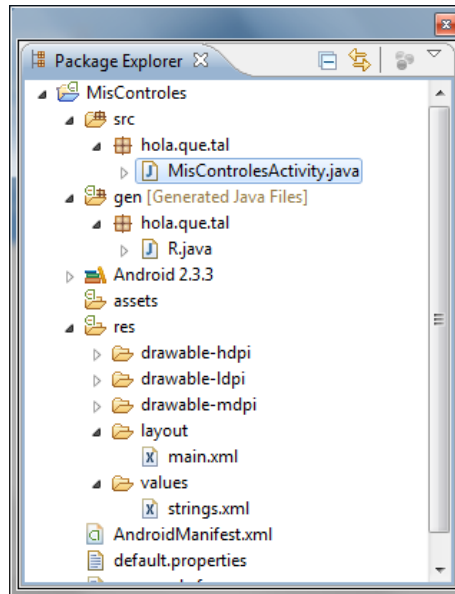 Package Explorer
MisControles
src
hola.que.tal
MisControlesActivity.java
gen [Generated Java Files]
hola.que.tal
R.java
Android 2.3.3
assets
res
drawable-hdpi
drawable-ldpi
drawable-mdpi
layout
main.xml
values
strings.xml
AndroidManifest.xml
default.properties